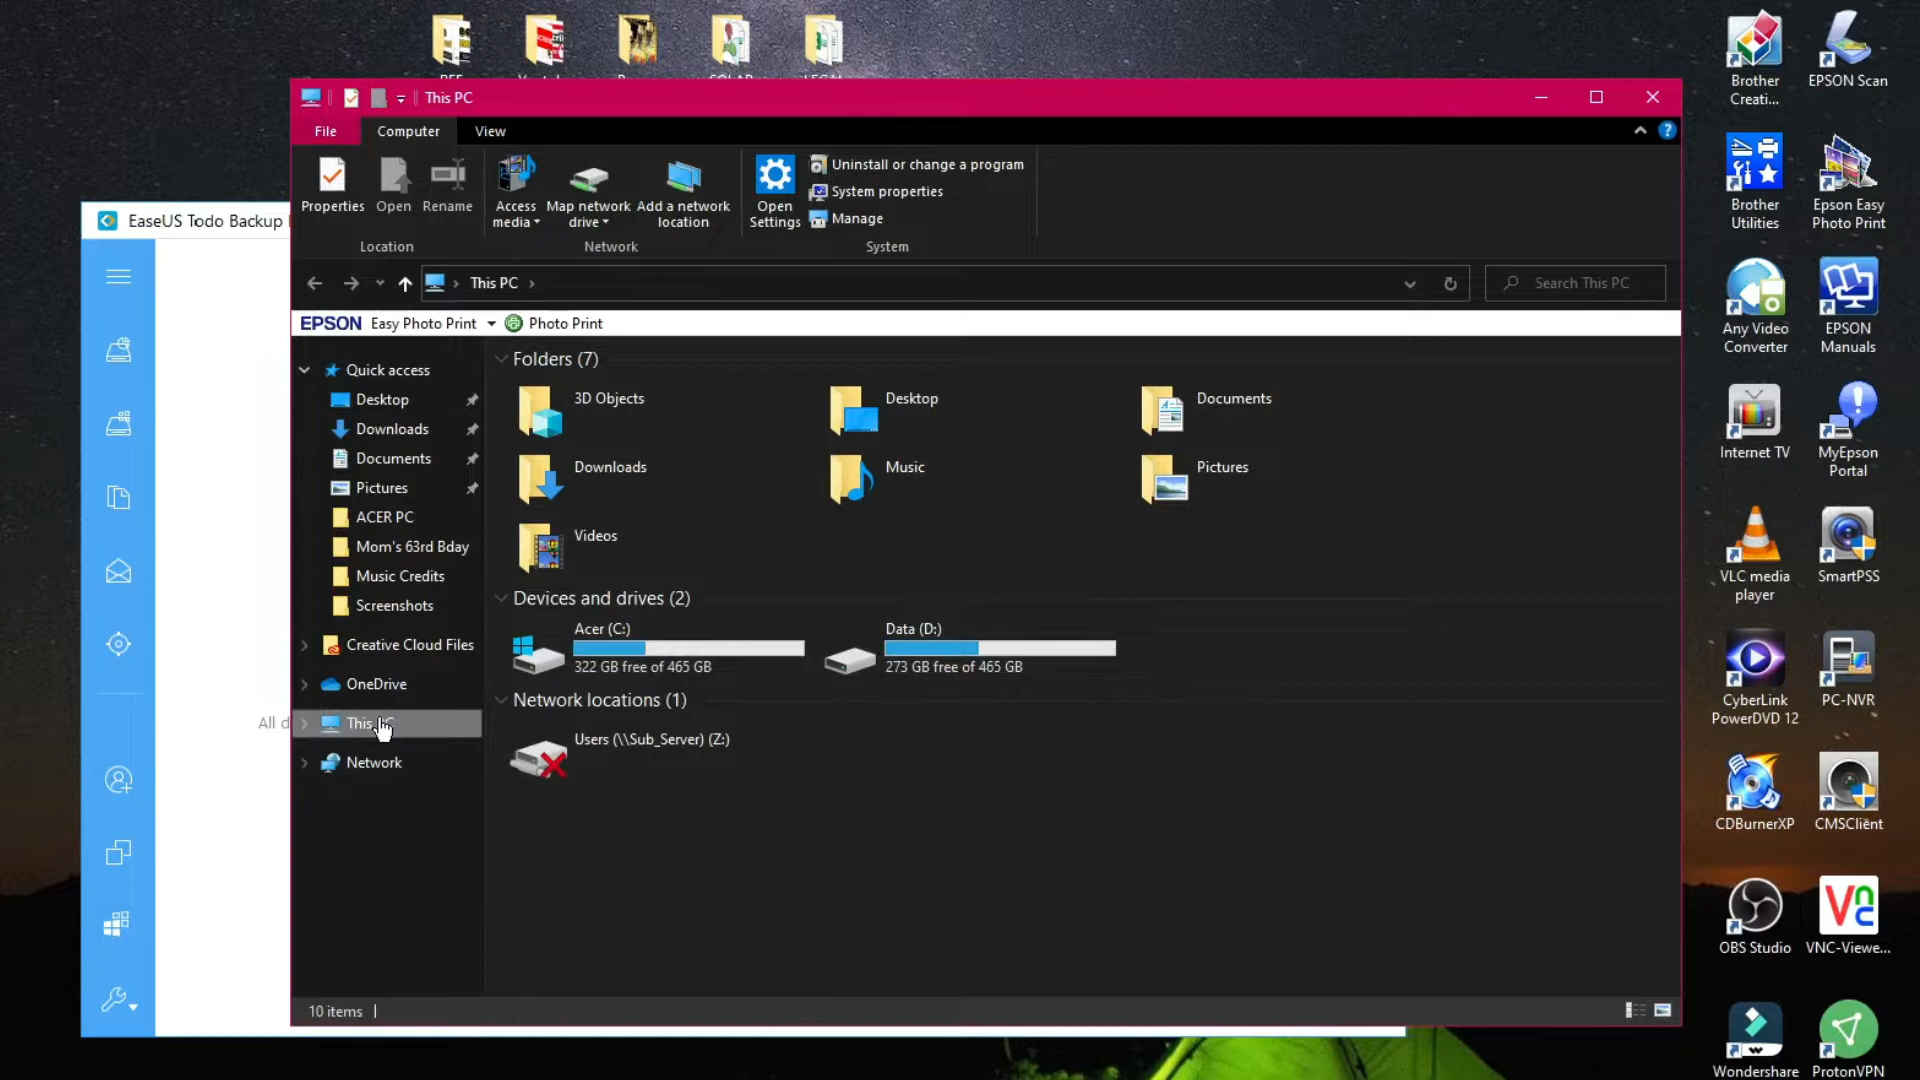 This PC
File
Computer
View
Properties
Open
Rename
Access
media
Map network
drive
Add a network
location
Open
Settings
Uninstall or change a program
System properties
Manage
Location
Network
System
This PC
Search This PC
EPSON Easy Photo Print
Photo Print
EaseUS Todo Backup
Quick access
Desktop
Downloads
Documents
Pictures
ACER PC
Mom's 63rd Bday
Music Credits
Screenshots
Creative Cloud Files
OneDrive
This PC
Network
All d
Folders (7)
3D Objects
Desktop
Documents
Downloads
Music
Pictures
Videos
Devices and drives (2)
Acer (C:)
322 GB free of 465 GB
Data (D:)
273 GB free of 465 GB
Network locations (1)
Users (\\Sub_Server) (Z:)
10 items
Brother
Creati...
EPSON Scan
Brother
Utilities
Epson Easy
Photo Print
Any Video
Converter
EPSON
Manuals
Internet TV
MyEpson
Portal
VLC media
player
SmartPSS
CyberLink
PowerDVD 12
PC-NVR
CDBurnerXP
CMSClient
OBS Studio
VNC-Viewe...
Wondershare
ProtonVPN